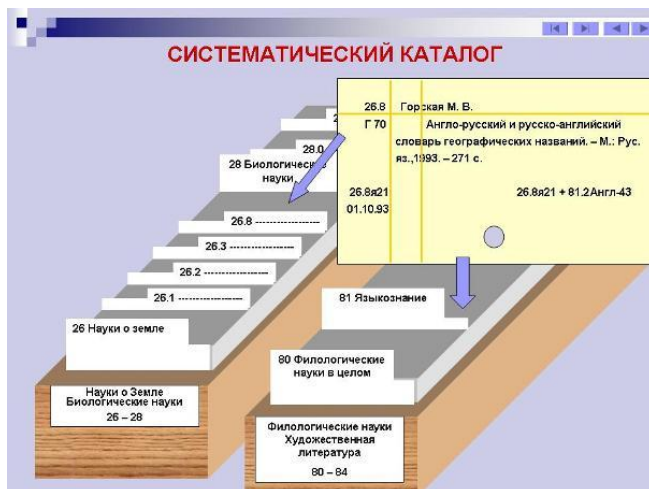 СИСТЕМАТИЧЕСКИЙ КАТАЛОГ
26.8 Горская М. В.
Г 70 Англо-русский и русско-английский
словарь географических названий. – М.: Рус.
яз.,1993. – 271 с.
26.8я21 26.8я21 + 81.2Англ-43
01.10.93
28.0
28 Биологические
науки
26.8 --------------------
26.3 --------------------
26.2 --------------------
26.1 --------------------
26 Науки о земле
Науки о Земле
Биологические науки
26 – 28
81 Языкознание
80 Филологические
науки в целом
Филологические науки
Художественная
литература
80 – 84